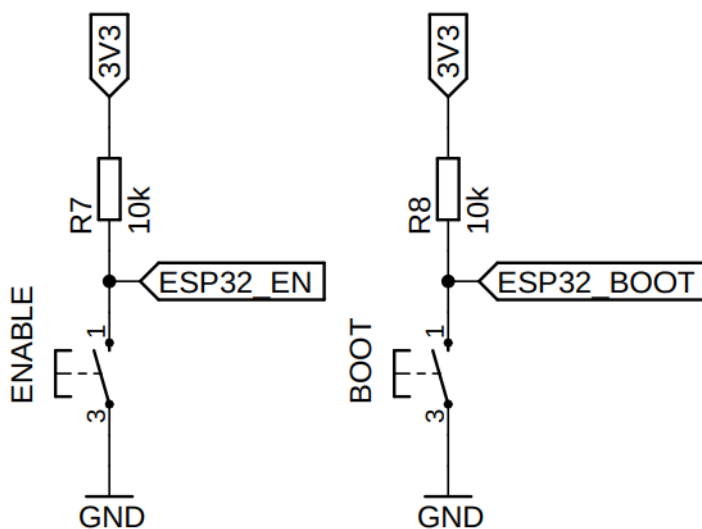 3V3
R7
10k
ESP32_EN
ENABLE
1
3
GND
3V3
R8
10k
ESP32_BOOT
BOOT
1
3
GND